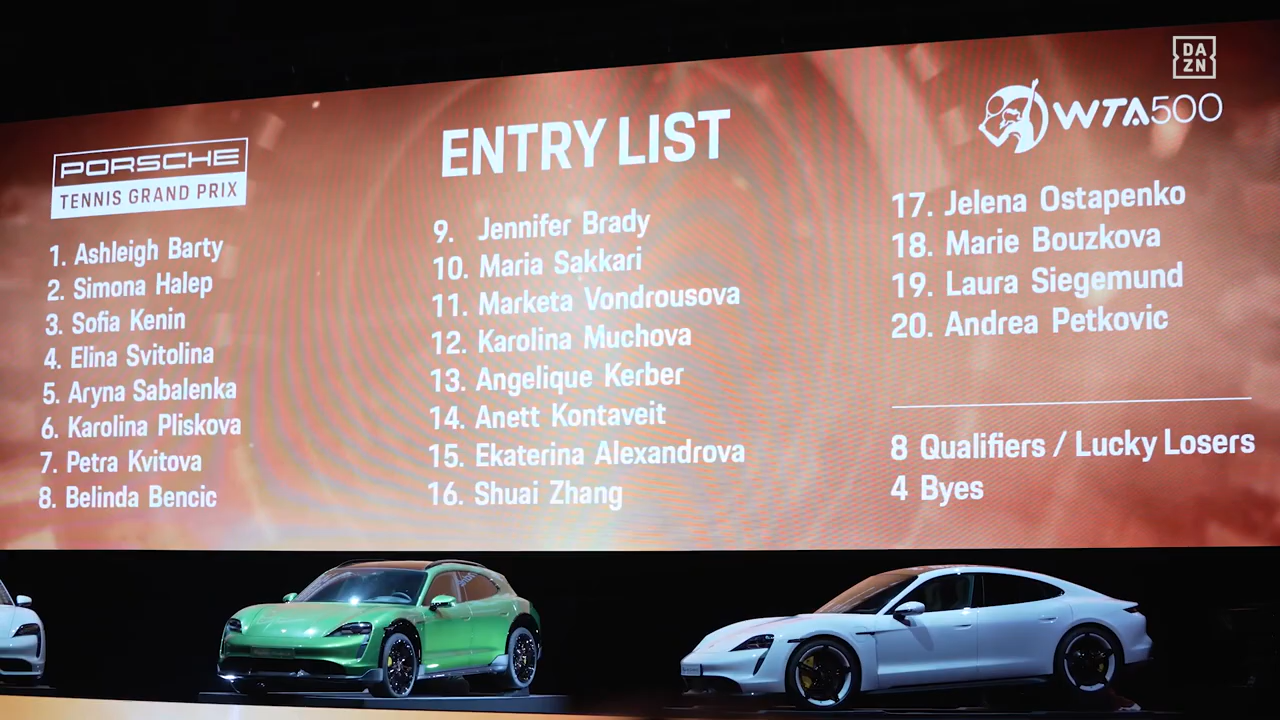 DA
ZN
PORSCHE
TENNIS GRAND PRIX
ENTRY LIST
WTA500
1. Ashleigh Barty
2. Simona Halep
3. Sofia Kenin
4. Elina Svitolina
5. Aryna Sabalenka
6. Karolina Pliskova
7. Petra Kvitova
8. Belinda Bencic
9. Jennifer Brady
10. Maria Sakkari
11. Marketa Vondrousova
12. Karolina Muchova
13. Angelique Kerber
14. Anett Kontaveit
15. Ekaterina Alexandrova
16. Shuai Zhang
17. Jelena Ostapenko
18. Marie Bouzkova
19. Laura Siegemund
20. Andrea Petkovic
8 Qualifiers / Lucky Losers
4 Byes